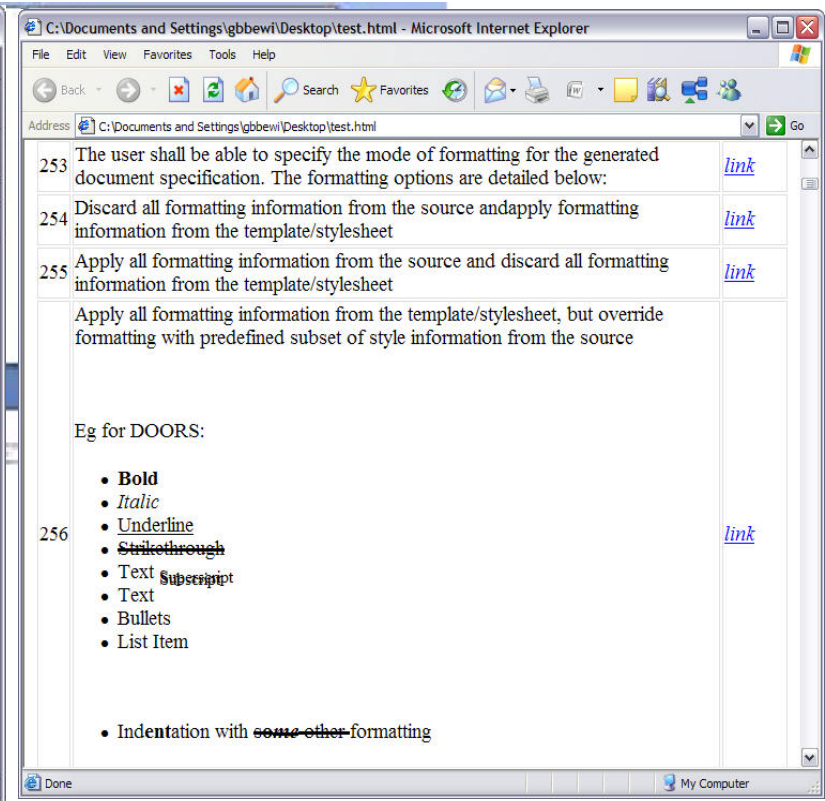 C:\Documents and Settings\gbbewi\Desktop\test.html - Microsoft Internet Explorer
File Edit View Favorites Tools Help
Back Search Favorites
Address C:\Documents and Settings\gbbewi\Desktop\test.html Go
253 The user shall be able to specify the mode of formatting for the generated
document specification. The formatting options are detailed below: link
254 Discard all formatting information from the source andapply formatting
information from the template/stylesheet link
255 Apply all formatting information from the source and discard all formatting
information from the template/stylesheet link
Apply all formatting information from the template/stylesheet, but override
formatting with predefined subset of style information from the source
Eg for DOORS:
• Bold
• Italic
• Underline
256 • Strikethrough link
• Text Superscript Subscript
• Text
• Bullets
• List Item
• Indentation with some other formatting
Done My Computer